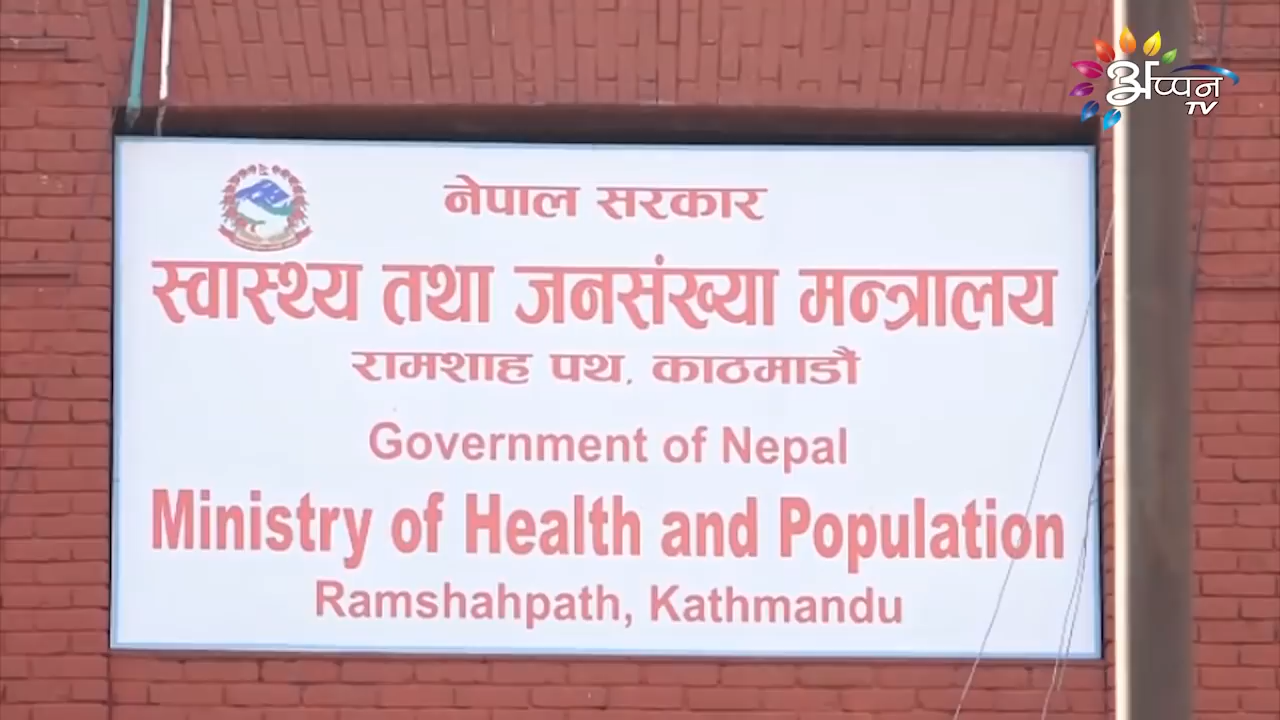 अप्पन
TV
नेपाल सरकार
स्वास्थ्य तथा जनसंख्या मन्त्रालय
रामशाह पथ, काठमाडौं
Government of Nepal
Ministry of Health and Population
Ramshahpath, Kathmandu